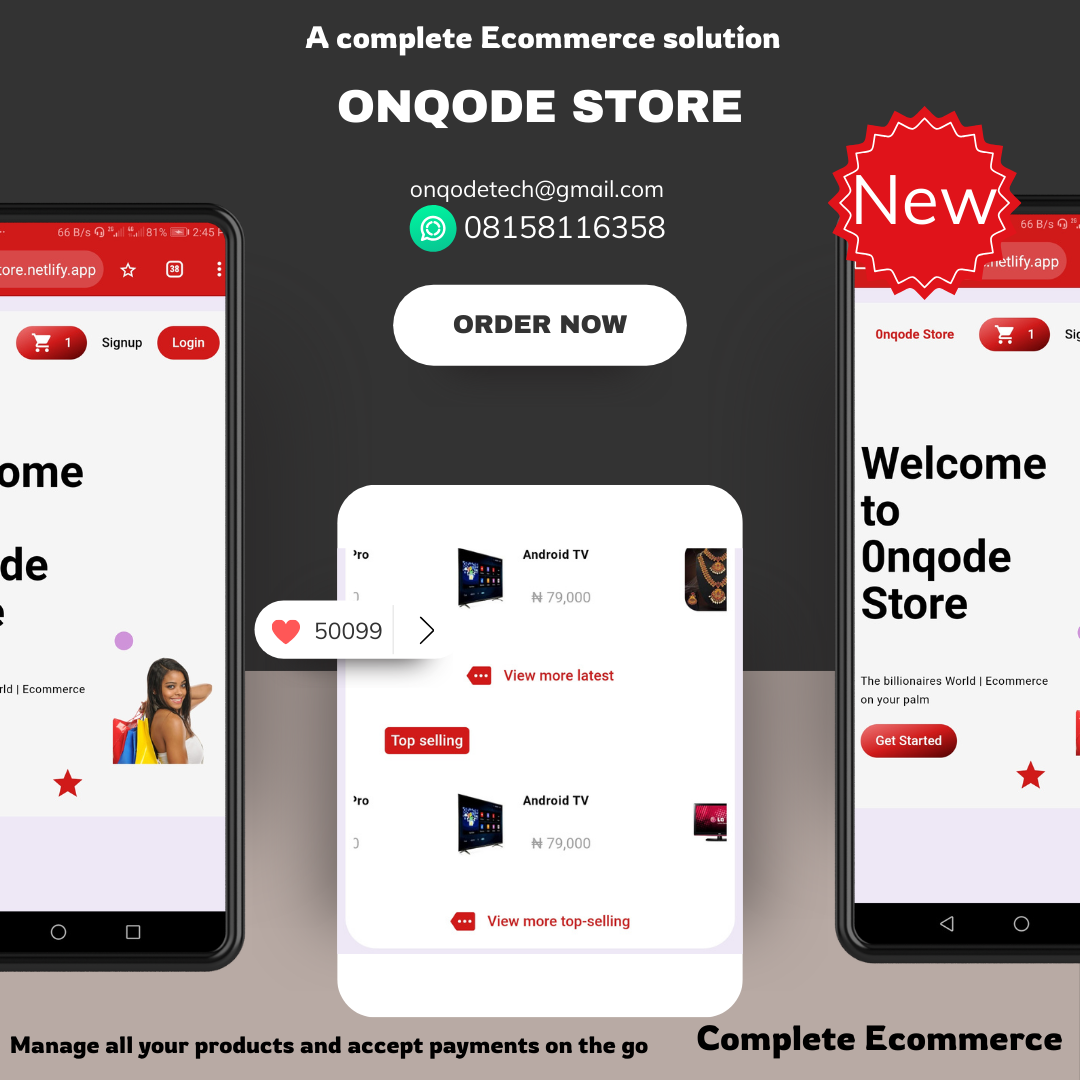 A complete Ecommerce solution
ONQODE STORE
onqodetech@gmail.com
08158116358
ORDER NOW
New
66 B/s 81% 2:45
tore.netlify.app
38
1
Signup
Login
ome
de
rld | Ecommerce
66 B/s
.netlify.app
0nqode Store
1
Sig
Welcome
to
0nqode
Store
The billionaires World | Ecommerce
on your palm
Get Started
Pro
Android TV
₦ 79,000
50099
View more latest
Top selling
Pro
Android TV
₦ 79,000
LG
View more top-selling
Manage all your products and accept payments on the go
Complete Ecommerce